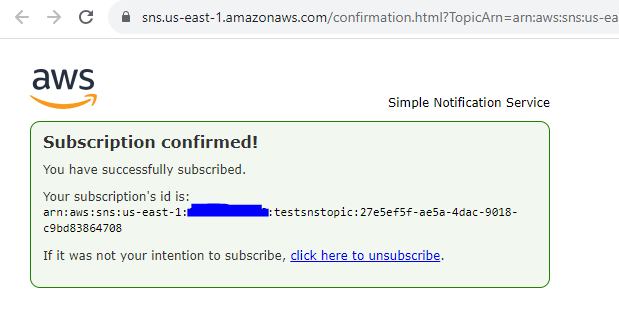 sns.us-east-1.amazonaws.com/confirmation.html?TopicArn=arn:aws:sns:us-ea
aws
Simple Notification Service
Subscription confirmed!
You have successfully subscribed.
Your subscription's id is:
arn:aws:sns:us-east-1: :testsnstopic:27e5ef5f-ae5a-4dac-9018-
c9bd83864708
If it was not your intention to subscribe, click here to unsubscribe.